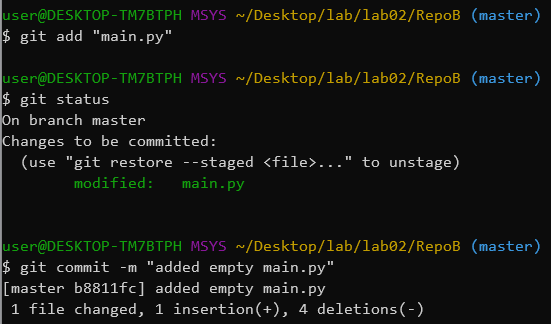 user@DESKTOP-TM7BTPH MSYS ~/Desktop/lab/lab02/RepoB (master)
$ git add "main.py"
user@DESKTOP-TM7BTPH MSYS ~/Desktop/lab/lab02/RepoB (master)
$ git status
On branch master
Changes to be committed:
  (use "git restore --staged <file>..." to unstage)
        modified:   main.py
user@DESKTOP-TM7BTPH MSYS ~/Desktop/lab/lab02/RepoB (master)
$ git commit -m "added empty main.py"
[master b8811fc] added empty main.py
 1 file changed, 1 insertion(+), 4 deletions(-)